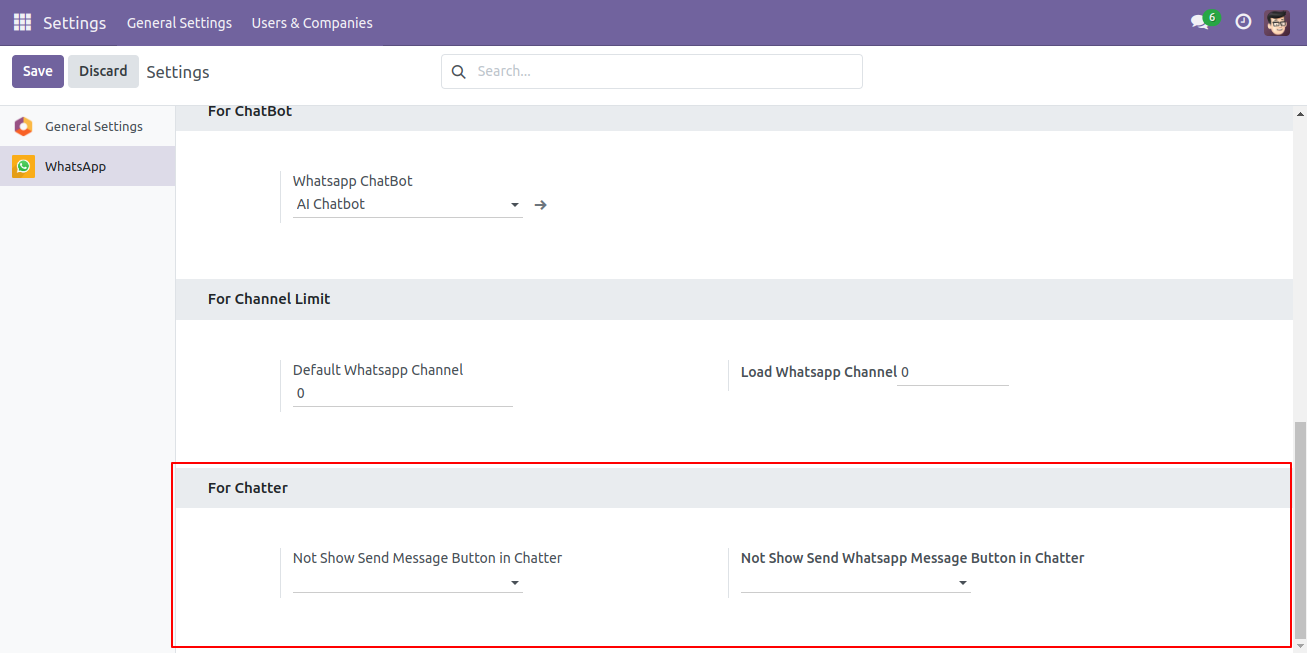 Settings General Settings Users & Companies 6
Save Discard Settings Search...
General Settings
WhatsApp
For ChatBot
Whatsapp ChatBot
AI Chatbot
For Channel Limit
Default Whatsapp Channel
0
Load Whatsapp Channel 0
For Chatter
Not Show Send Message Button in Chatter
Not Show Send Whatsapp Message Button in Chatter